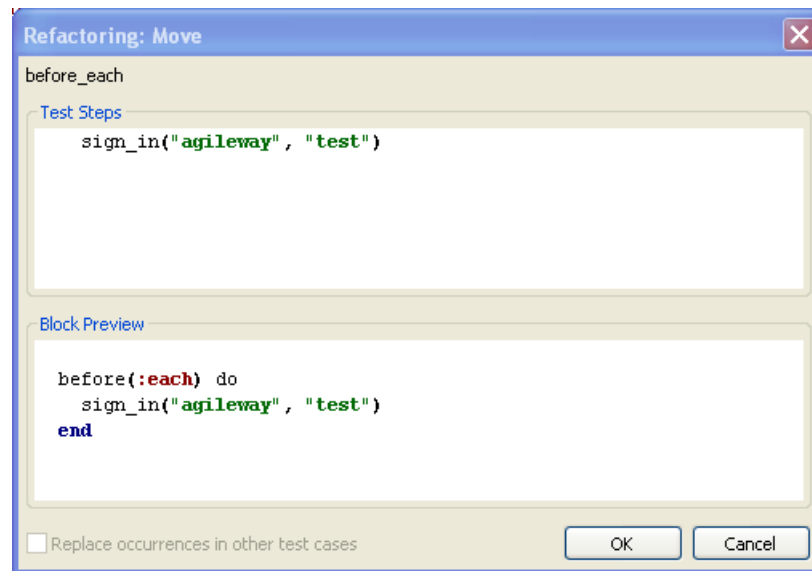 Refactoring: Move
before_each
Test Steps
sign_in("agileway", "test")
Block Preview
before(:each) do
sign_in("agileway", "test")
end
Replace occurrences in other test cases
OK
Cancel